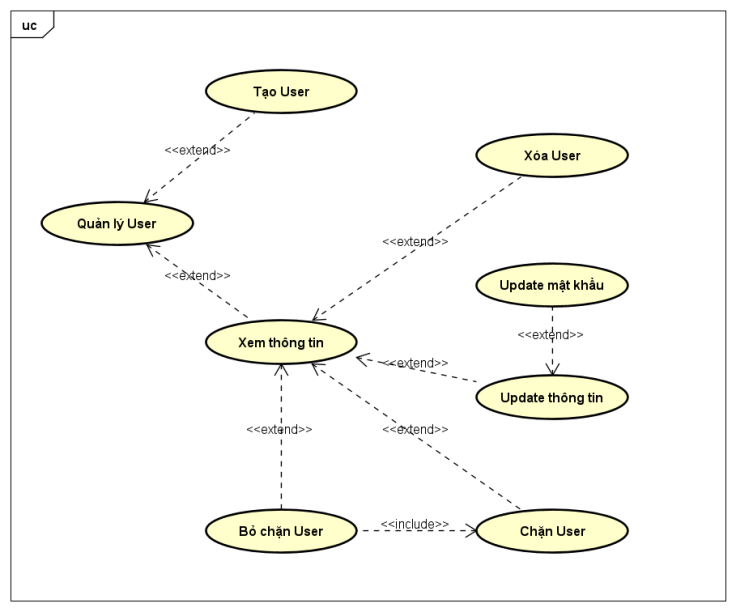 uc
Tạo User
<<extend>>
Xóa User
Quản lý User
<<extend>>
<<extend>>
Update mật khẩu
<<extend>>
Xem thông tin
<<extend>>
Update thông tin
<<extend>>
<<extend>>
Bỏ chặn User
<<include>>
Chặn User